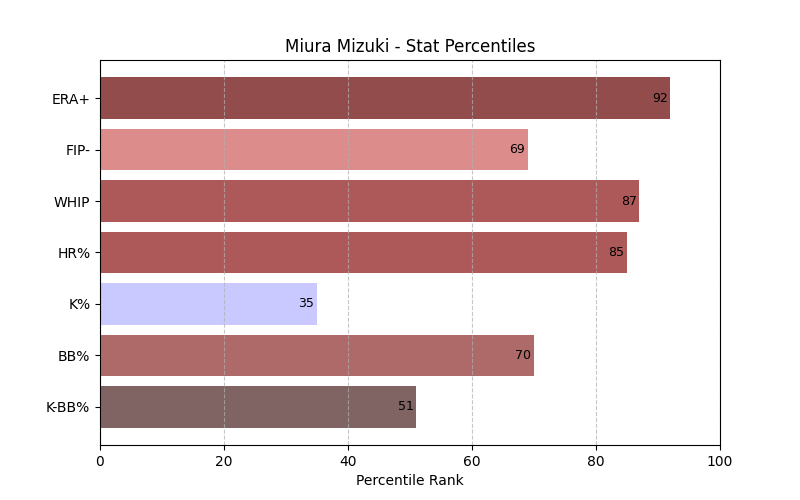 Miura Mizuki - Stat Percentiles
ERA+ 92
FIP- 69
WHIP 87
HR% 85
K% 35
BB% 70
K-BB% 51
0 20 40 60 80 100
Percentile Rank